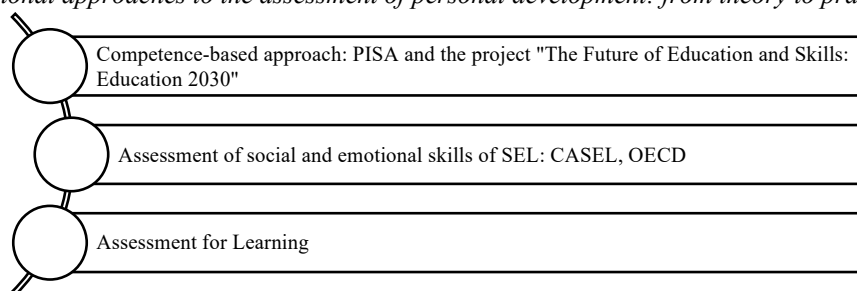 approaches to the assessment of personal development: from theory to
Competence-based approach: PISA and the project "The Future of Education and Skills:
Education 2030"
Assessment of social and emotional skills of SEL: CASEL, OECD
Assessment for Learning